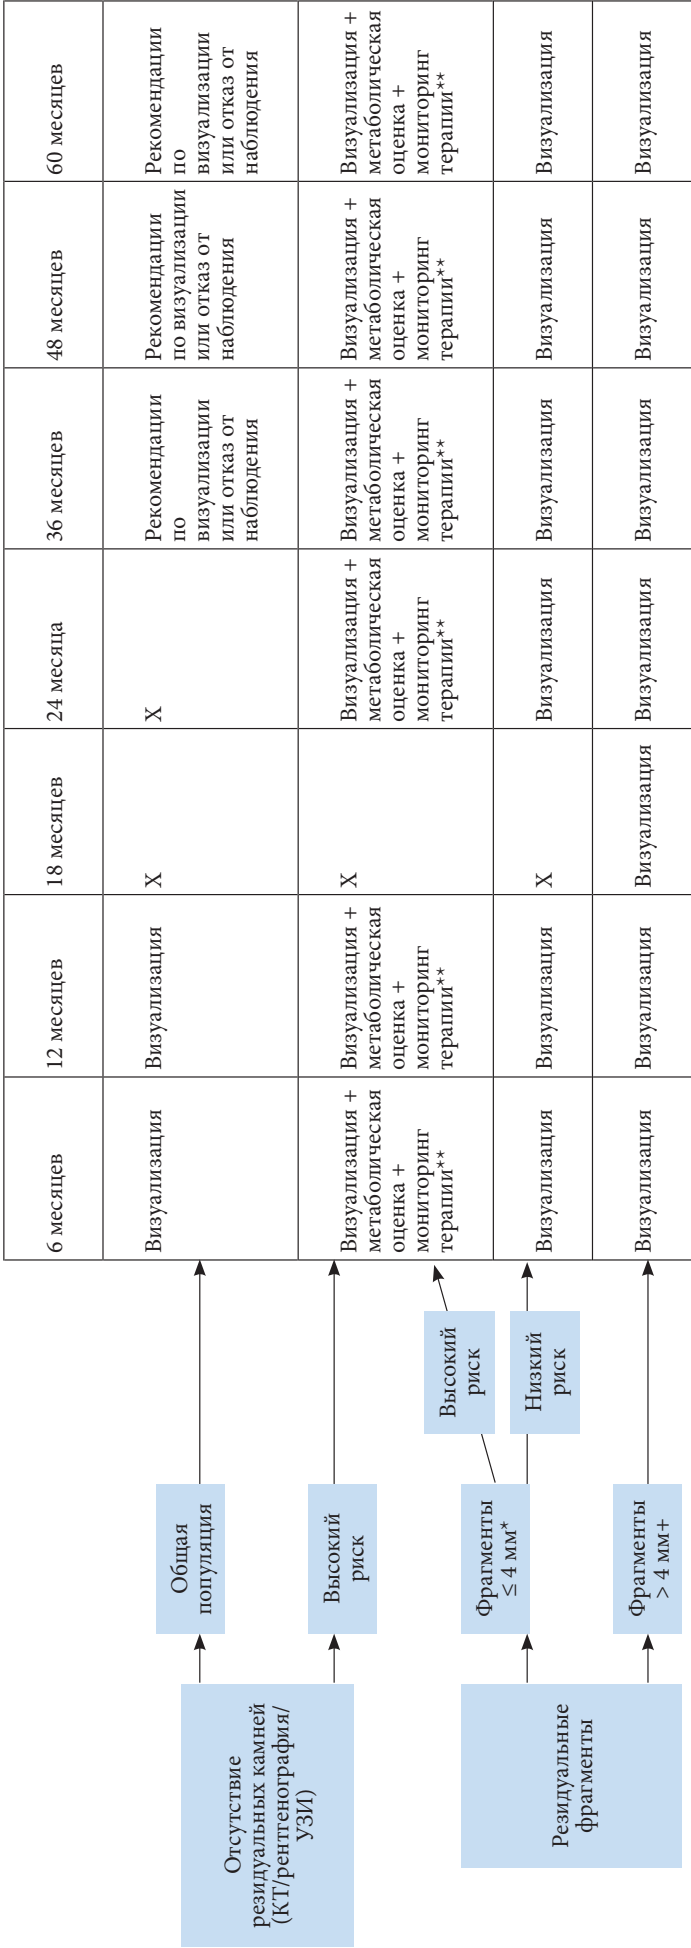 6 месяцев
12 месяцев
18 месяцев
24 месяца
36 месяцев
48 месяцев
60 месяцев
Отсутствие
резидуальных камней
(КТ/рентгенография/
УЗИ)
Общая
популяция
Визуализация
Визуализация
X
X
Рекомендации
по
визуализации
или отказ от
наблюдения
Рекомендации
по визуализации
или отказ от
наблюдения
Рекомендации
по
визуализации
или отказ от
наблюдения
Высокий
риск
Визуализация +
метаболическая
оценка +
мониторинг
терапии**
Визуализация +
метаболическая
оценка +
мониторинг
терапии**
X
Визуализация +
метаболическая
оценка +
мониторинг
терапии**
Визуализация +
метаболическая
оценка +
мониторинг
терапии**
Визуализация +
метаболическая
оценка +
мониторинг
терапии**
Визуализация +
метаболическая
оценка +
мониторинг
терапии**
Резидуальные
фрагменты
Фрагменты
≤ 4 мм*
Высокий
риск
Низкий
риск
Визуализация
Визуализация
X
Визуализация
Визуализация
Визуализация
Визуализация
Фрагменты
> 4 мм+
Визуализация
Визуализация
Визуализация
Визуализация
Визуализация
Визуализация
Визуализация